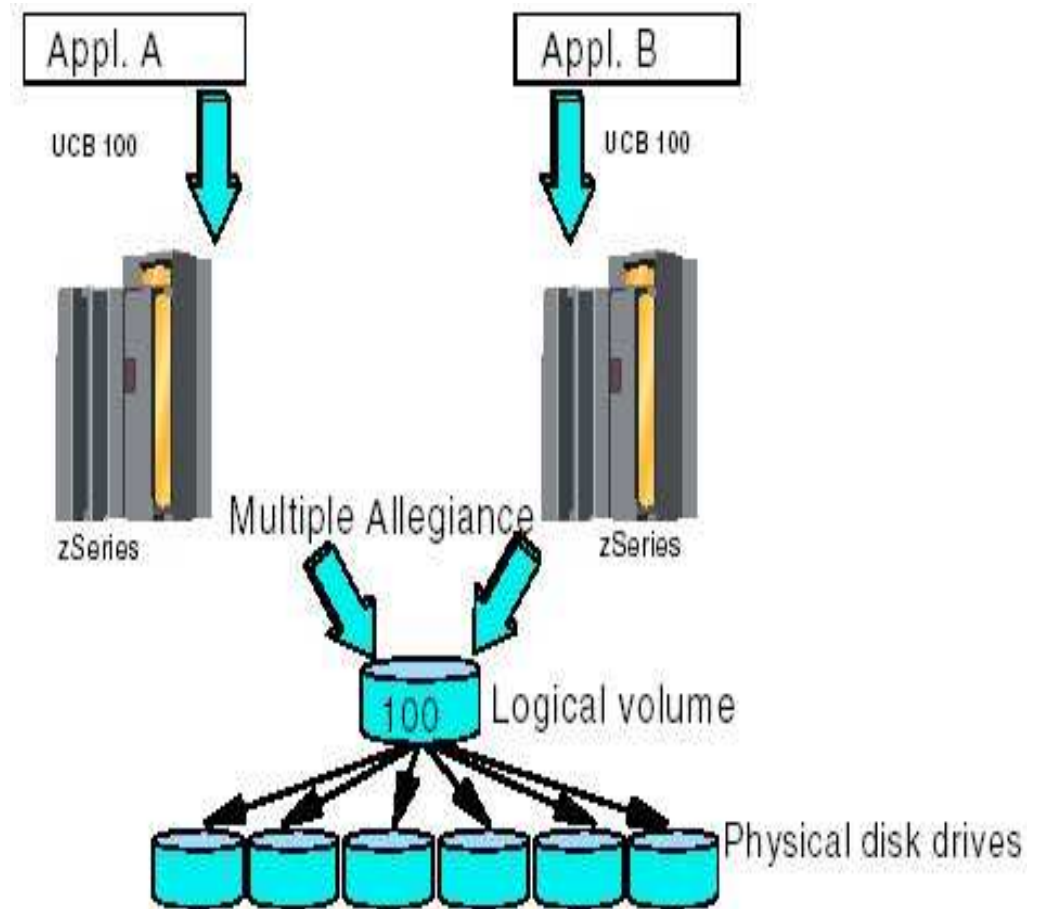 Appl. A
Appl. B
UCB 100
UCB 100
Multiple Allegiance
zSeries
zSeries
100
Logical volume
Physical disk drives